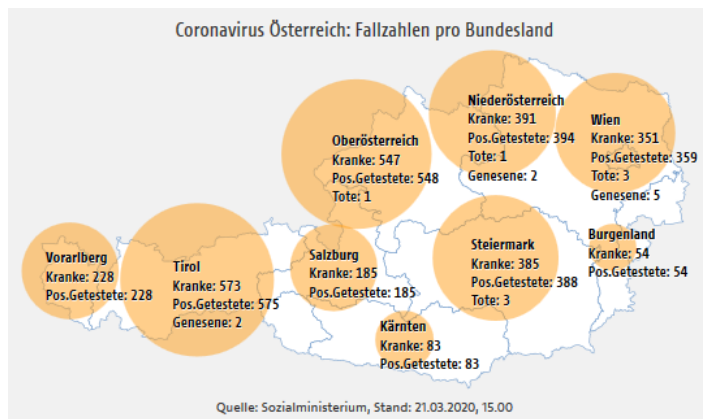 Coronavirus Österreich: Fallzahlen pro Bundesland
Niederösterreich
Kranke: 391
Pos.Getestete: 394
Tote: 1
Genesene: 2
Wien
Kranke: 351
Pos.Getestete: 359
Tote: 3
Genesene: 5
Oberösterreich
Kranke: 547
Pos.Getestete: 548
Tote: 1
Burgenland
Kranke: 54
Pos.Getestete: 54
Steiermark
Kranke: 385
Pos.Getestete: 388
Tote: 3
Salzburg
Kranke: 185
Pos.Getestete: 185
Vorarlberg
Kranke: 228
Pos.Getestete: 228
Tirol
Kranke: 573
Pos.Getestete: 575
Genesene: 2
Kärnten
Kranke: 83
Pos.Getestete: 83
Quelle: Sozialministerium, Stand: 21.03.2020, 15.00